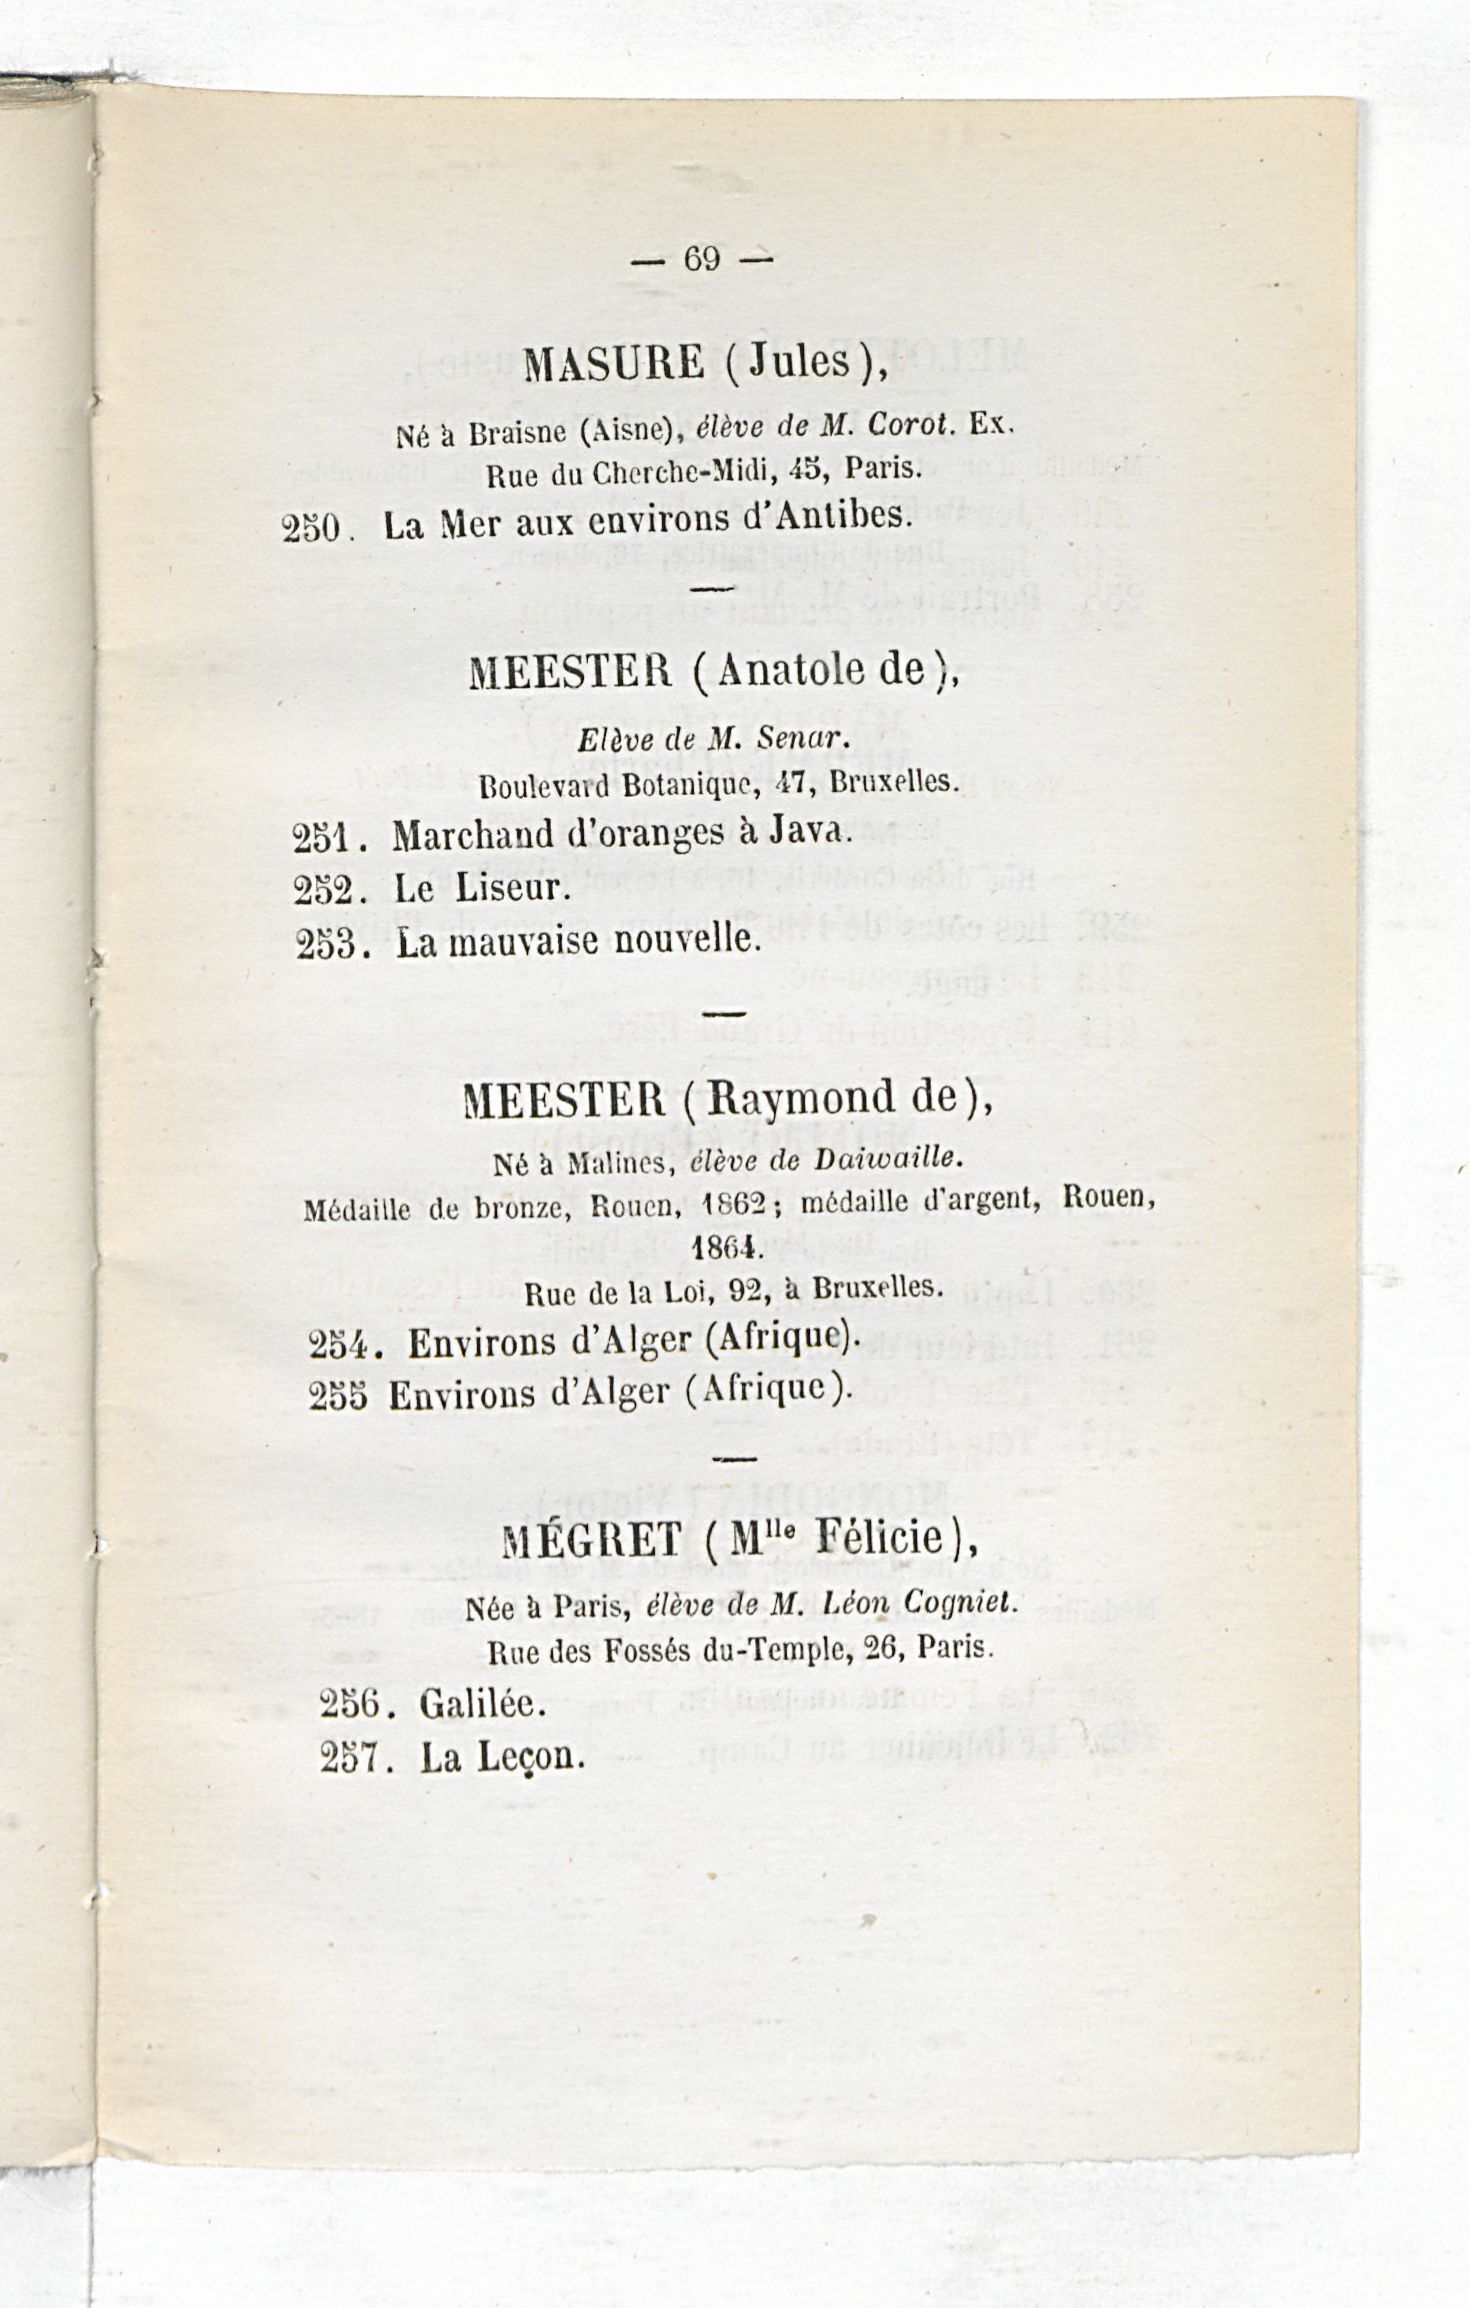 — 69 —
MASURE (Jules),
Né à Braisne (Aisne), élève de M. Corot. Ex.
Rue du Cherche-Midi, 45, Paris.
250. La Mer aux environs d'Antibes.
MEESTER (Anatole de),
Elève de M. Senar.
Boulevard Botanique, 47, Bruxelles.
251. Marchand d'oranges à Java.
252. Le Liseur.
253. La mauvaise nouvelle.
MEESTER (Raymond de),
Né à Malines, élève de Daiwaille.
Médaille de bronze, Rouen, 1862; médaille d'argent, Rouen,
1864.
Rue de la Loi, 92, à Bruxelles.
254. Environs d'Alger (Afrique).
255 Environs d'Alger (Afrique).
MÉGRET (Mlle Félicie),
Née à Paris, élève de M. Léon Cogniet.
Rue des Fossés du-Temple, 26, Paris.
256. Galilée.
257. La Leçon.